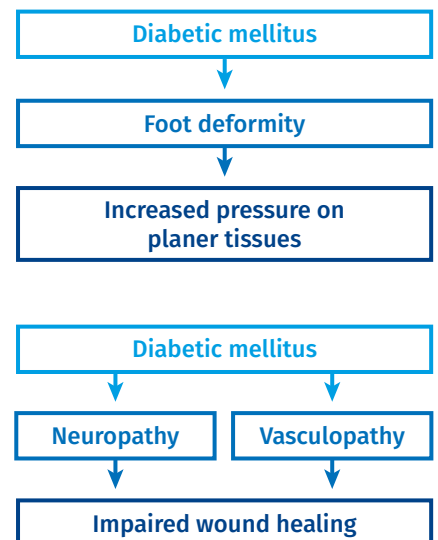 Diabetic mellitus
Foot deformity
Increased pressure on
planer tissues
Diabetic mellitus
Neuropathy
Vasculopathy
Impaired wound healing